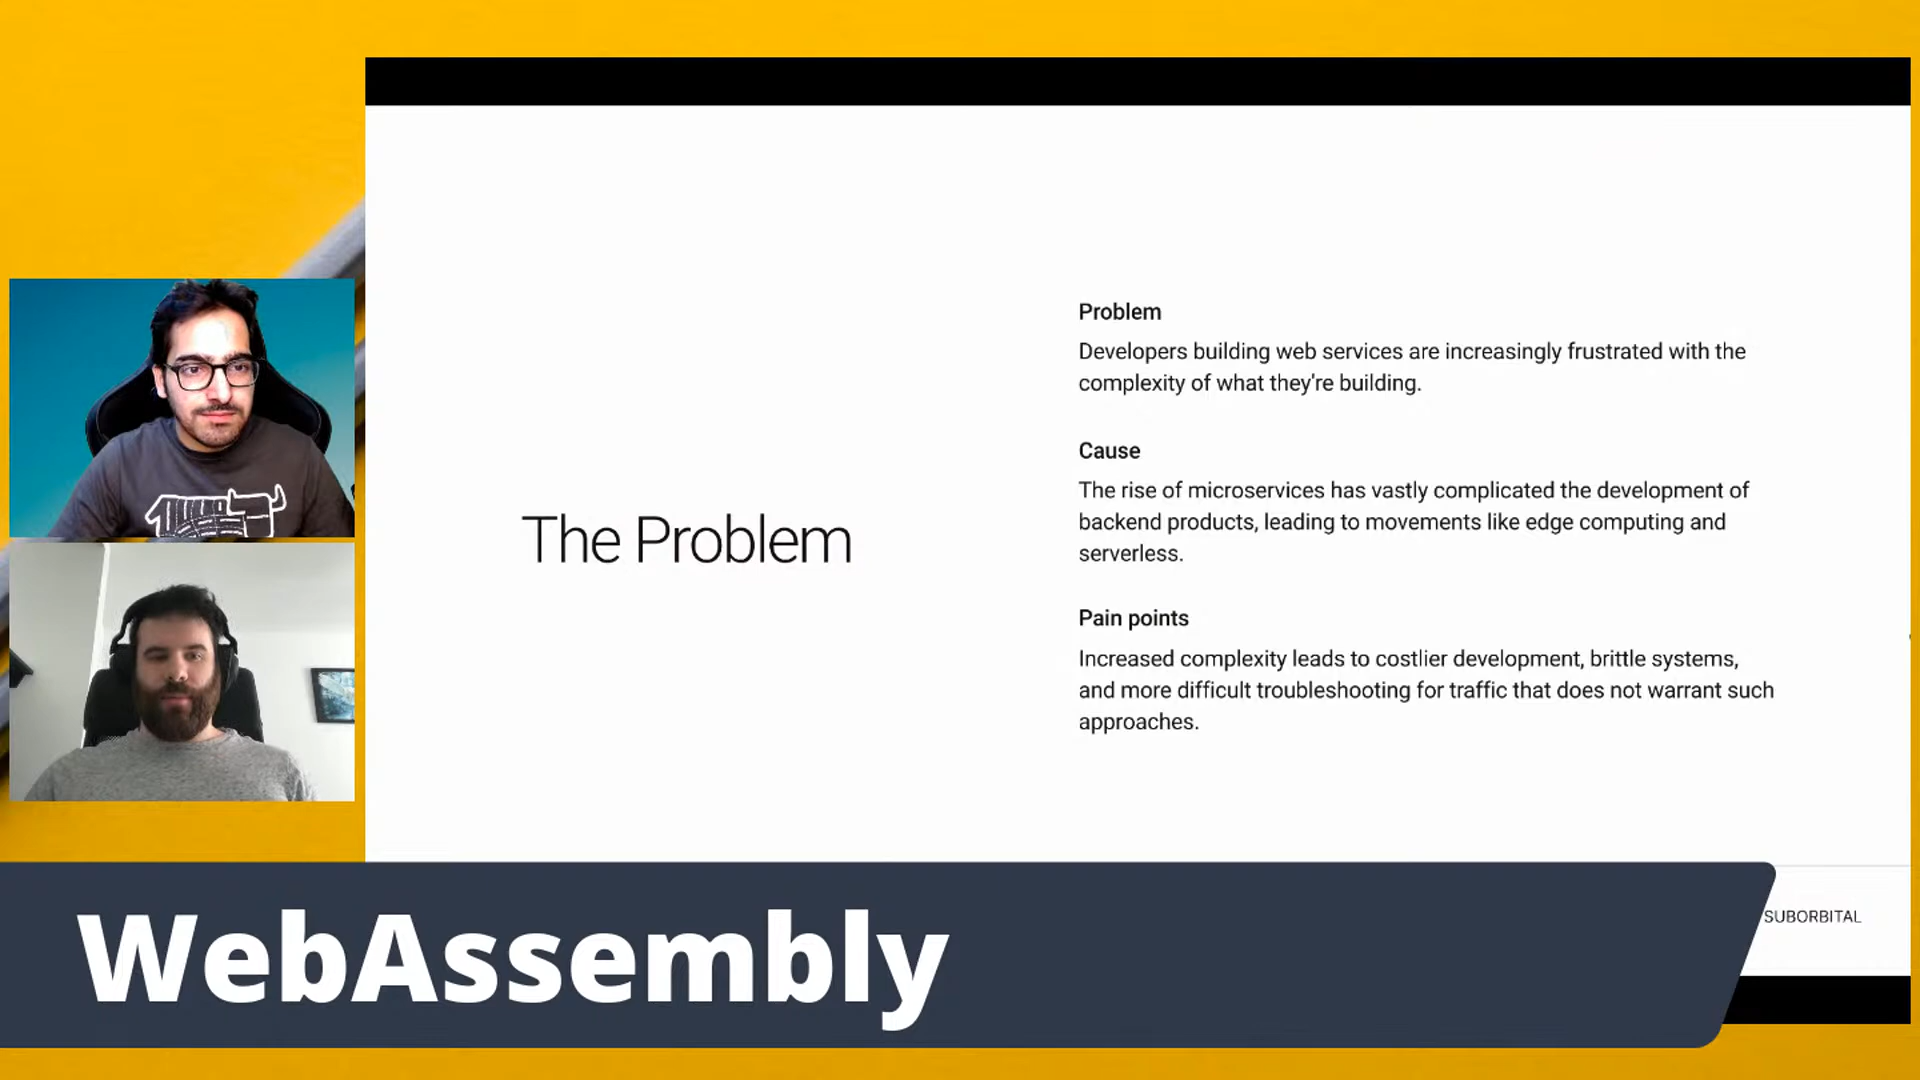 The Problem
Problem
Developers building web services are increasingly frustrated with the
complexity of what they're building.
Cause
The rise of microservices has vastly complicated the development of
backend products, leading to movements like edge computing and
serverless.
Pain points
Increased complexity leads to costlier development, brittle systems,
and more difficult troubleshooting for traffic that does not warrant such
approaches.
SUBORBITAL
WebAssembly